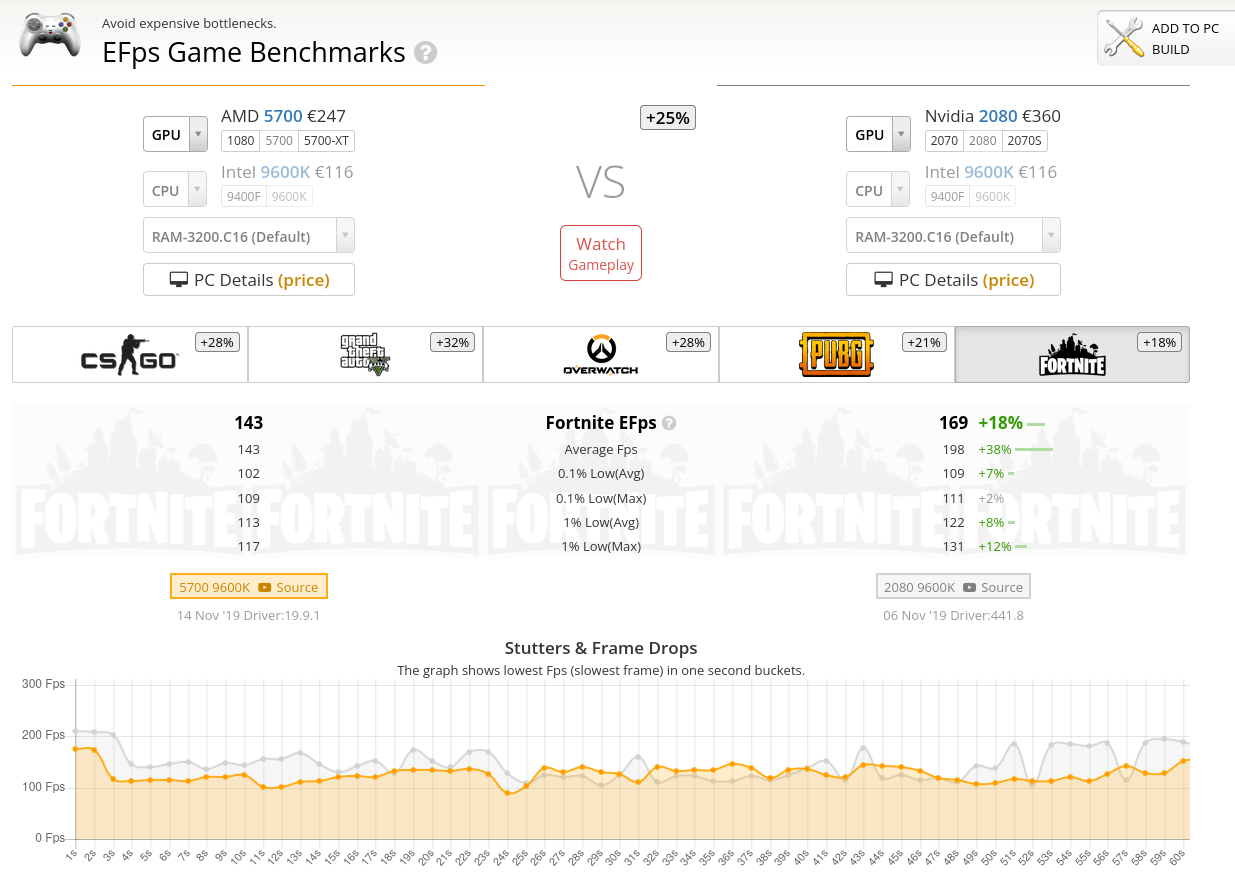 Avoid expensive bottlenecks.
EFps Game Benchmarks ?
ADD TO PC
BUILD
GPU
AMD 5700 €247
1080 5700 5700-XT
CPU
Intel 9600K €116
9400F 9600K
RAM-3200.C16 (Default)
PC Details (price)
+25%
VS
Watch
Gameplay
GPU
Nvidia 2080 €360
2070 2080 2070S
CPU
Intel 9600K €116
9400F 9600K
RAM-3200.C16 (Default)
PC Details (price)
CS GO +28%
grand theft auto V +32%
OVERWATCH +28%
PUBG +21%
FORTNITE +18%
143 Fortnite EFps ? 169 +18%
143 Average Fps 198 +38%
102 0.1% Low(Avg) 109 +7%
109 0.1% Low(Max) 111 +2%
113 1% Low(Avg) 122 +8%
117 1% Low(Max) 131 +12%
FORTNITE FORTNITE FORTNITE FORTNITE FORTNITE
5700 9600K Source 2080 9600K Source
14 Nov '19 Driver:19.9.1 06 Nov '19 Driver:441.8
Stutters & Frame Drops
The graph shows lowest Fps (slowest frame) in one second buckets.
300 Fps
200 Fps
100 Fps
0 Fps
1s 2s 3s 4s 5s 6s 7s 8s 9s 10s 11s 12s 13s 14s 15s 16s 17s 18s 19s 20s 21s 22s 23s 24s 25s 26s 27s 28s 29s 30s 31s 32s 33s 34s 35s 36s 37s 38s 39s 40s 41s 42s 43s 44s 45s 46s 47s 48s 49s 50s 51s 52s 53s 54s 55s 56s 57s 58s 59s 60s